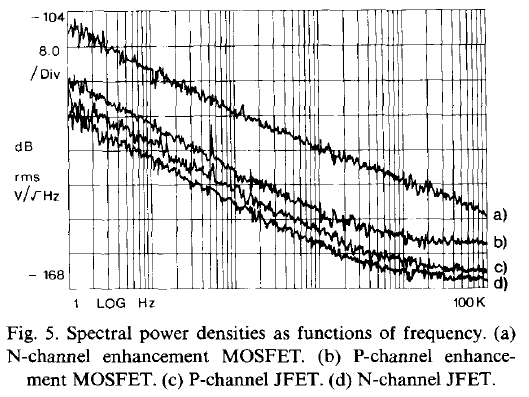 −104
8.0
/Div
dB
rms
V/√Hz
−168
1 LOG Hz 100K
a)
b)
c)
d)
Fig. 5. Spectral power densities as functions of frequency. (a)
N-channel enhancement MOSFET. (b) P-channel enhance-
ment MOSFET. (c) P-channel JFET. (d) N-channel JFET.